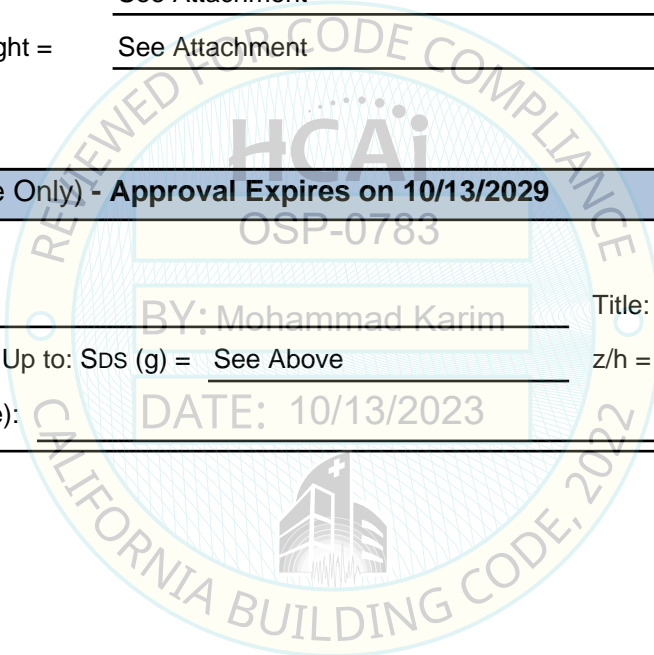 See Attachment
ght = See Attachment
REVIEWED FOR CODE COMPLIANCE
HCAi
e Only) - Approval Expires on 10/13/2029
OSP-0783
BY: Mohammad Karim
Title:
Up to: SDS (g) = See Above z/h =
DATE: 10/13/2023
e):
CALIFORNIA BUILDING CODE, 2022